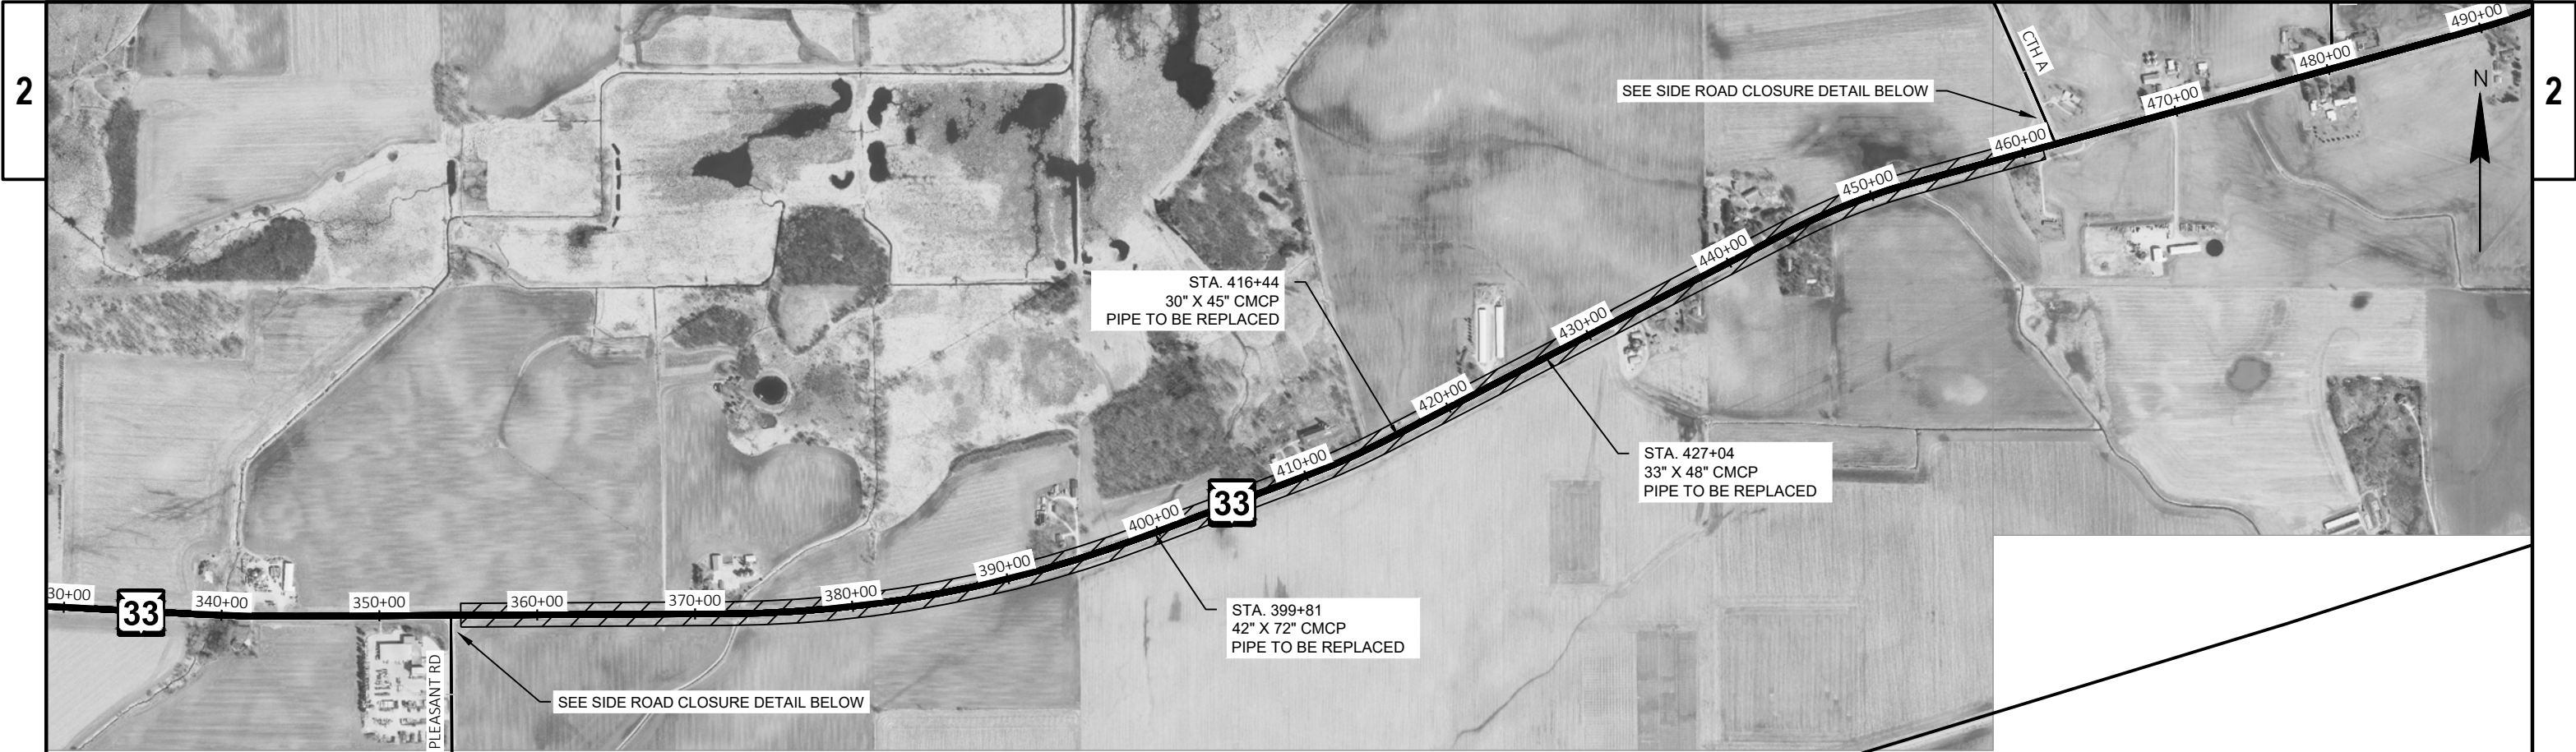 2
2
CTH A
490+00
480+00
N
SEE SIDE ROAD CLOSURE DETAIL BELOW
470+00
460+00
450+00
440+00
STA. 416+44
30" X 45" CMCP
PIPE TO BE REPLACED
430+00
420+00
STA. 427+04
33" X 48" CMCP
PIPE TO BE REPLACED
410+00
33
400+00
390+00
380+00
370+00
360+00
350+00
340+00
33
30+00
STA. 399+81
42" X 72" CMCP
PIPE TO BE REPLACED
PLEASANT RD
SEE SIDE ROAD CLOSURE DETAIL BELOW